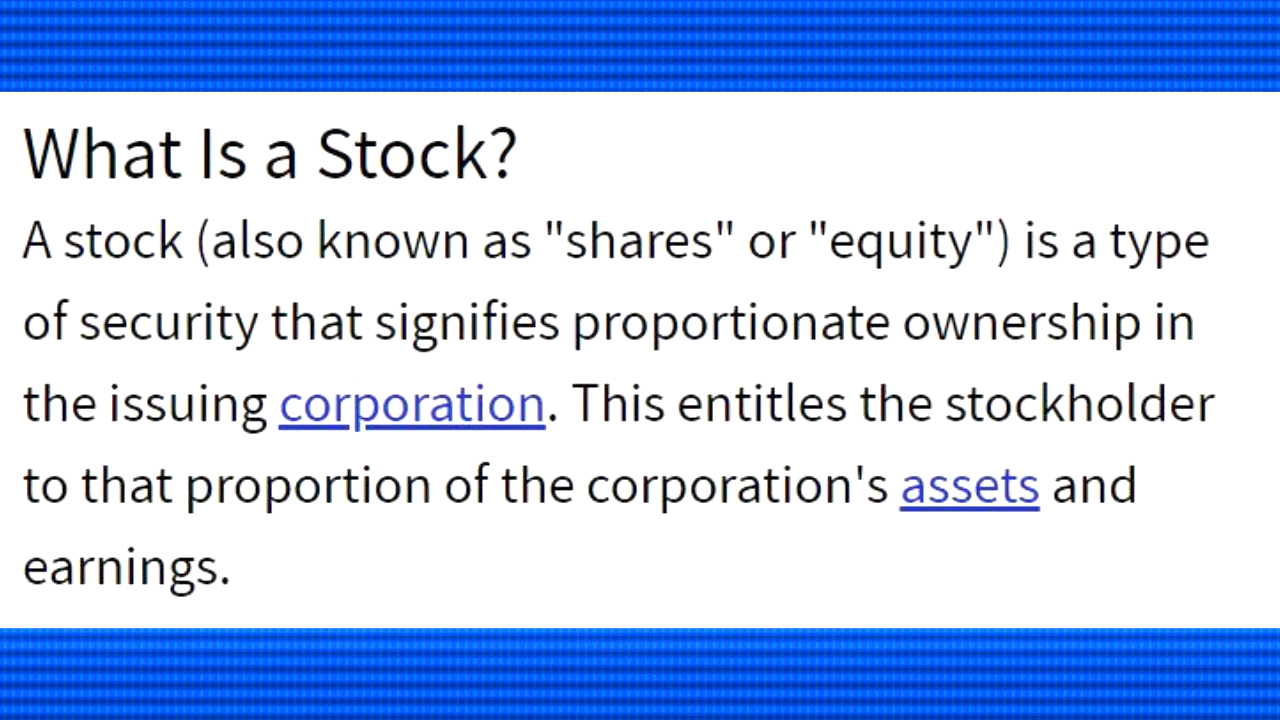 What Is a Stock?
A stock (also known as "shares" or "equity") is a type
of security that signifies proportionate ownership in
the issuing corporation. This entitles the stockholder
to that proportion of the corporation's assets and
earnings.